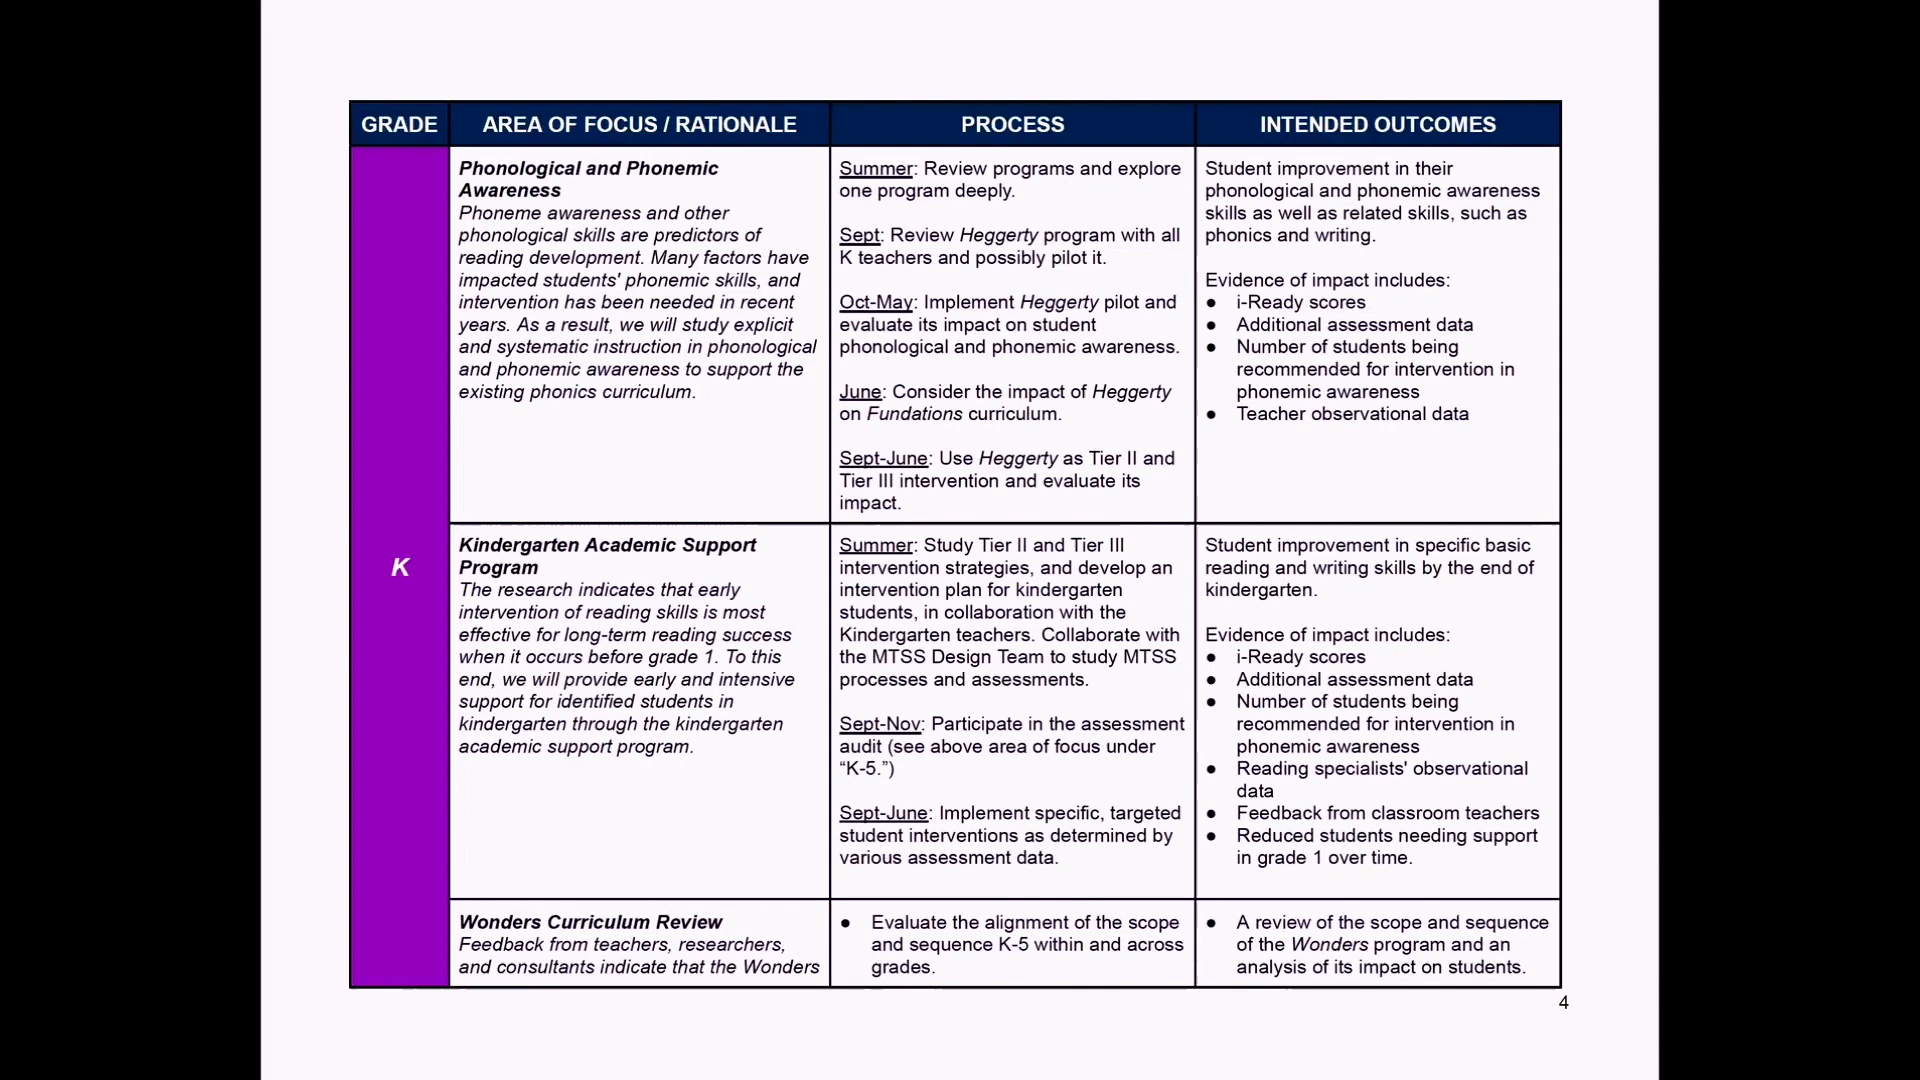 GRADE
AREA OF FOCUS / RATIONALE
PROCESS
INTENDED OUTCOMES
K
Phonological and Phonemic
Awareness
Phoneme awareness and other
phonological skills are predictors of
reading development. Many factors have
impacted students' phonemic skills, and
intervention has been needed in recent
years. As a result, we will study explicit
and systematic instruction in phonological
and phonemic awareness to support the
existing phonics curriculum.
Summer: Review programs and explore
one program deeply.
Sept: Review Heggerty program with all
K teachers and possibly pilot it.
Oct-May: Implement Heggerty pilot and
evaluate its impact on student
phonological and phonemic awareness.
June: Consider the impact of Heggerty
on Fundations curriculum.
Sept-June: Use Heggerty as Tier II and
Tier III intervention and evaluate its
impact.
Student improvement in their
phonological and phonemic awareness
skills as well as related skills, such as
phonics and writing.
Evidence of impact includes:
● i-Ready scores
● Additional assessment data
● Number of students being
recommended for intervention in
phonemic awareness
● Teacher observational data
Kindergarten Academic Support
Program
The research indicates that early
intervention of reading skills is most
effective for long-term reading success
when it occurs before grade 1. To this
end, we will provide early and intensive
support for identified students in
kindergarten through the kindergarten
academic support program.
Summer: Study Tier II and Tier III
intervention strategies, and develop an
intervention plan for kindergarten
students, in collaboration with the
Kindergarten teachers. Collaborate with
the MTSS Design Team to study MTSS
processes and assessments.
Sept-Nov: Participate in the assessment
audit (see above area of focus under
“K-5.”)
Sept-June: Implement specific, targeted
student interventions as determined by
various assessment data.
Student improvement in specific basic
reading and writing skills by the end of
kindergarten.
Evidence of impact includes:
● i-Ready scores
● Additional assessment data
● Number of students being
recommended for intervention in
phonemic awareness
● Reading specialists' observational
data
● Feedback from classroom teachers
● Reduced students needing support
in grade 1 over time.
Wonders Curriculum Review
Feedback from teachers, researchers,
and consultants indicate that the Wonders
● Evaluate the alignment of the scope
and sequence K-5 within and across
grades.
● A review of the scope and sequence
of the Wonders program and an
analysis of its impact on students.
4